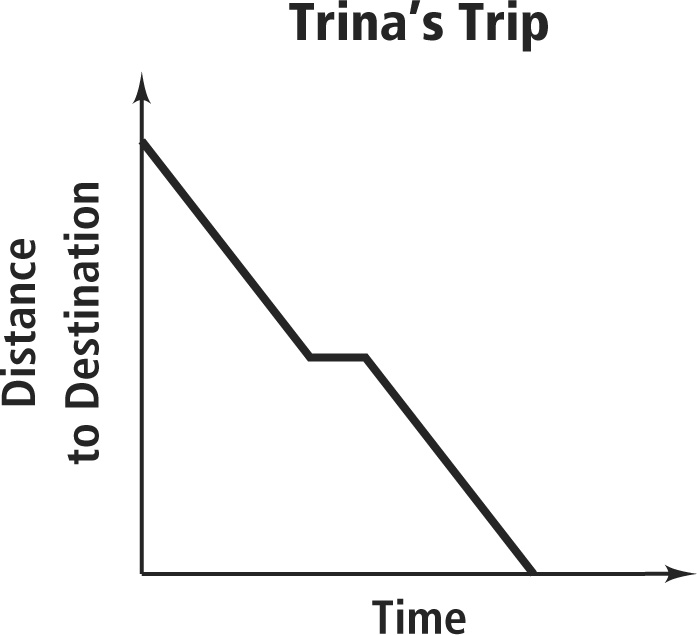 Trina’s Trip
Distance
to Destination
Time